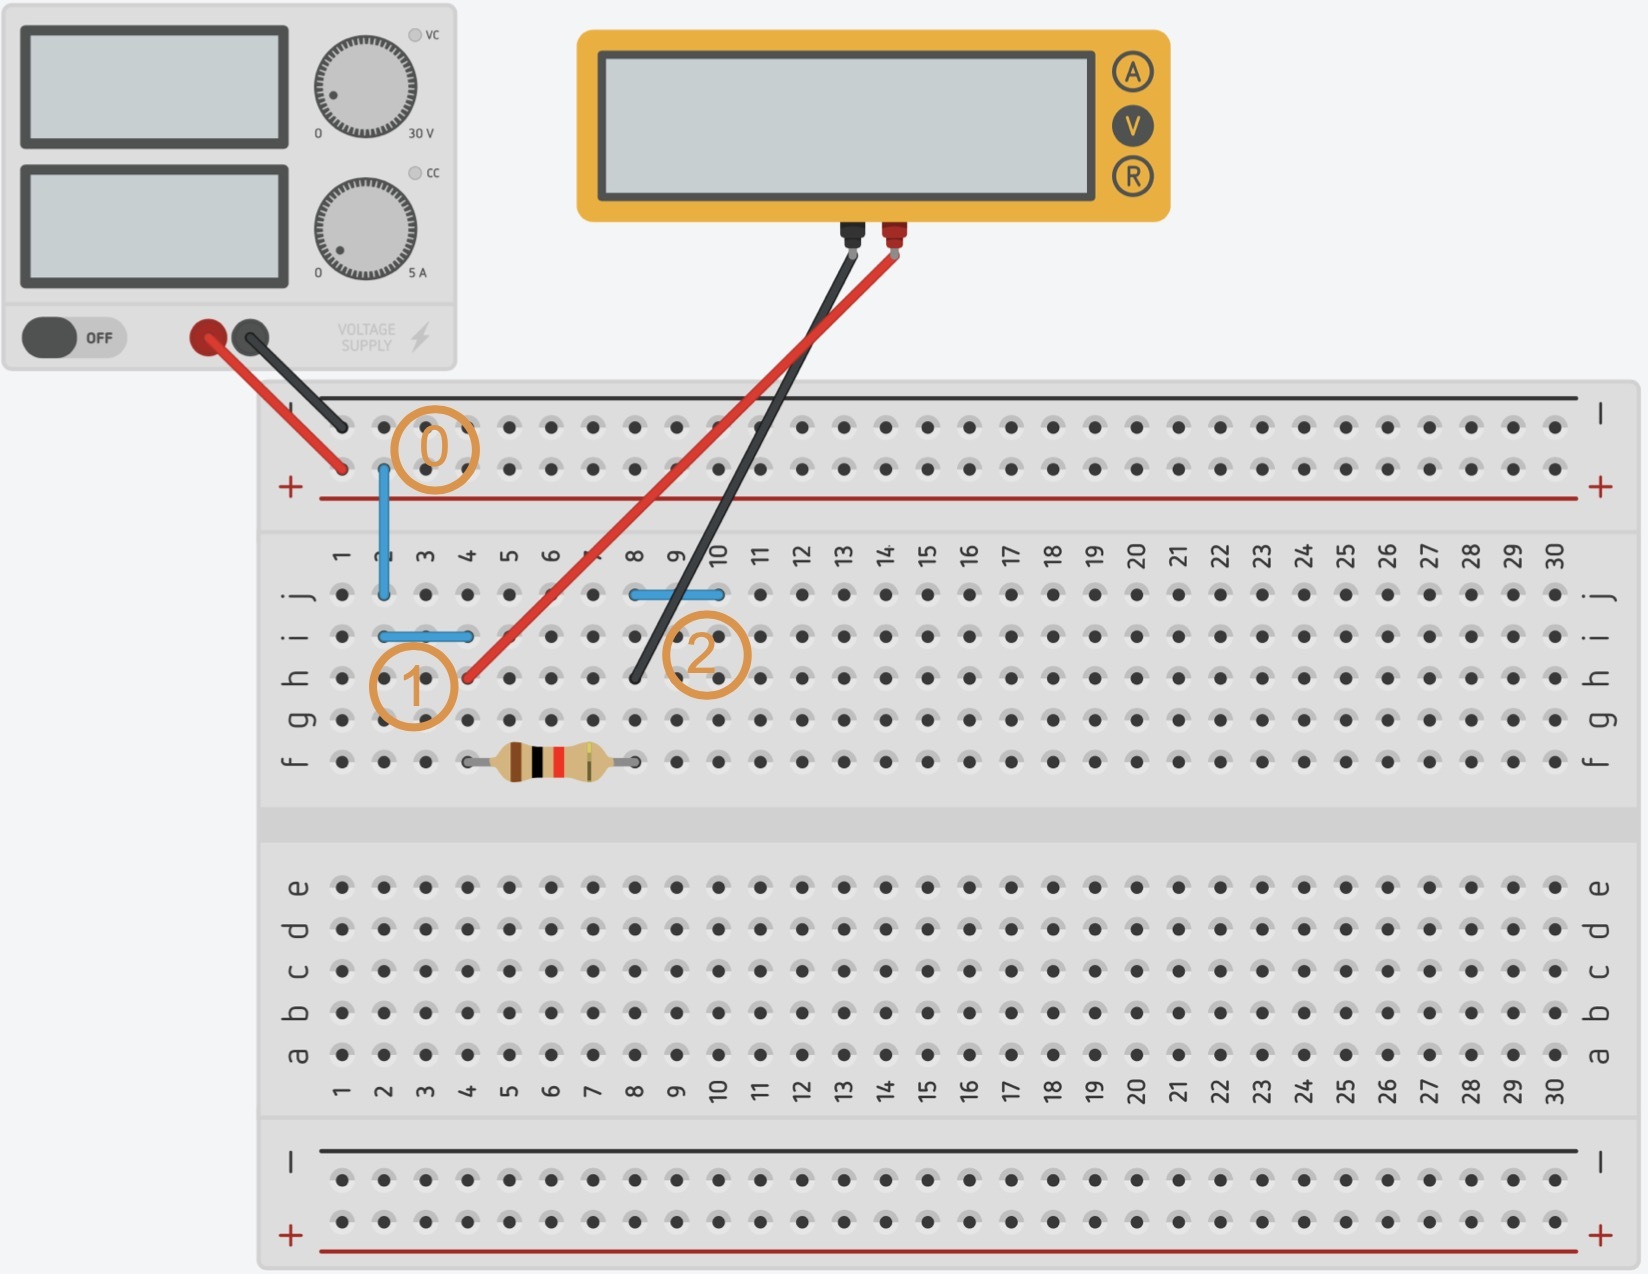 VC
0 30 V
CC
0 5 A
OFF
VOLTAGE
SUPPLY
A
V
R
− −
+ +
0
1 2 3 4 5 6 7 8 9 10 11 12 13 14 15 16 17 18 19 20 21 22 23 24 25 26 27 28 29 30
j j
i i
h h
1
2
g g
f f
e e
d d
c c
b b
a a
1 2 3 4 5 6 7 8 9 10 11 12 13 14 15 16 17 18 19 20 21 22 23 24 25 26 27 28 29 30
− −
+ +